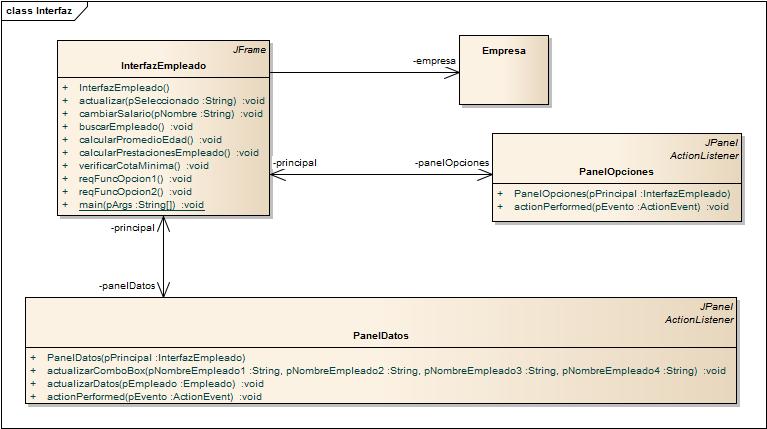 class Interfaz
JFrame
InterfazEmpleado
+ InterfazEmpleado()
+ actualizar(pSeleccionado :String) :void
+ cambiarSalario(pNombre :String) :void
+ buscarEmpleado() :void
+ calcularPromedioEdad() :void
+ calcularPrestacionesEmpleado() :void
+ verificarCotaMinima() :void
+ reqFuncOpcion1() :void
+ reqFuncOpcion2() :void
+ main(pArgs :String[]) :void
-empresa
Empresa
-principal
-panelOpciones
JPanel
ActionListener
PanelOpciones
+ PanelOpciones(pPrincipal :InterfazEmpleado)
+ actionPerformed(pEvento :ActionEvent) :void
-principal
-panelDatos
JPanel
ActionListener
PanelDatos
+ PanelDatos(pPrincipal :InterfazEmpleado)
+ actualizarComboBox(pNombreEmpleado1 :String, pNombreEmpleado2 :String, pNombreEmpleado3 :String, pNombreEmpleado4 :String) :void
+ actualizarDatos(pEmpleado :Empleado) :void
+ actionPerformed(pEvento :ActionEvent) :void